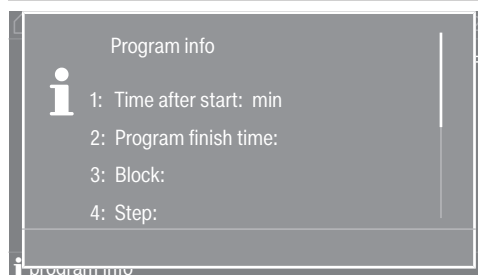 Program info
1: Time after start: min
2: Program finish time:
3: Block:
4: Step:
program info